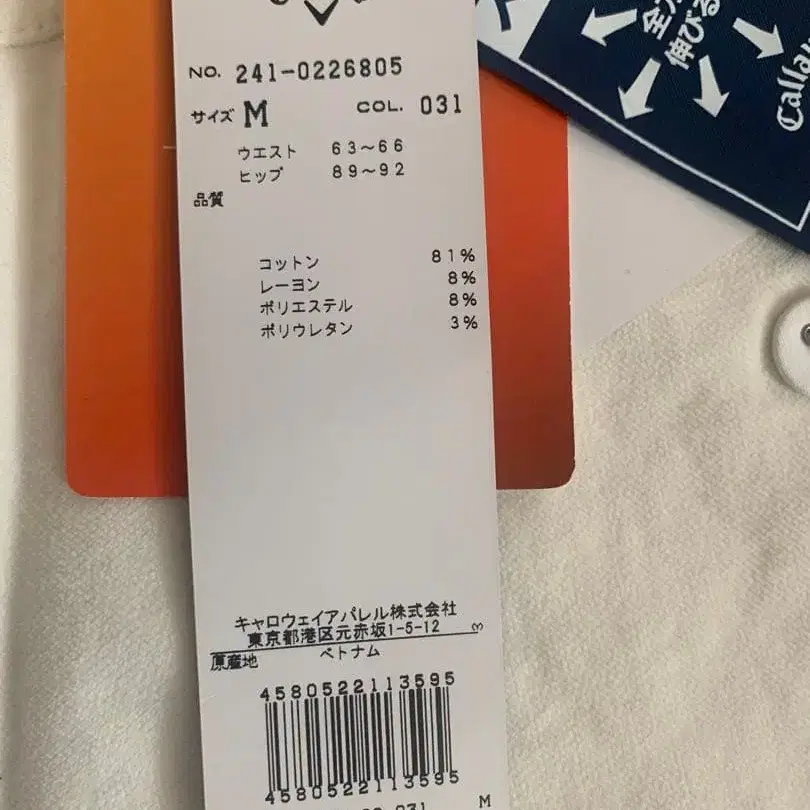 NO. 241-0226805
サイズ M COL. 031
ウエスト 63~66
ヒップ 89~92
品質
コットン 81%
レーヨン 8%
ポリエステル 8%
ポリウレタン 3%
キャロウェイアパレル株式会社
東京都港区元赤坂1-5-12
原産地 ベトナム
4580522113595
4580522113595
031 M
伸びる